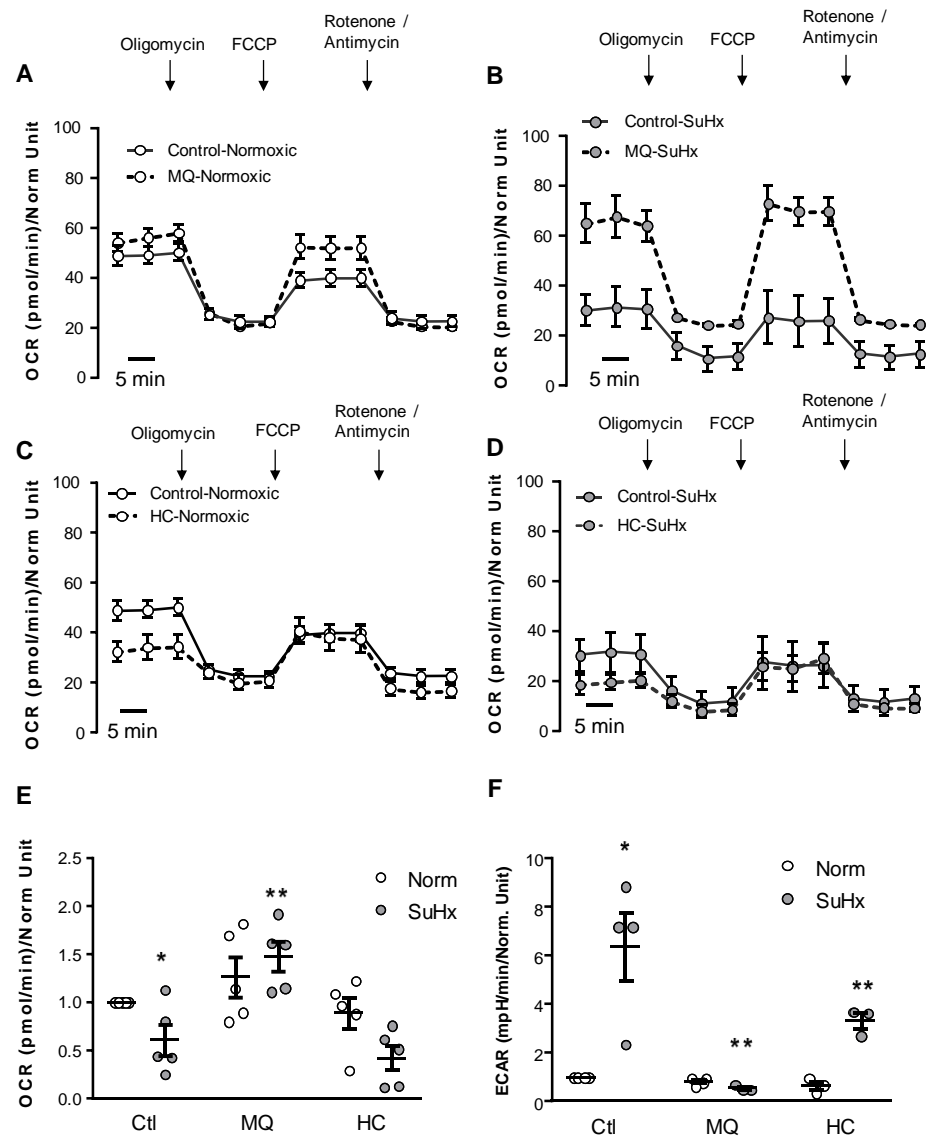 Oligomycin
FCCP
Rotenone /
Antimycin
A
OCR (pmol/min)/Norm Unit
100
80
60
40
20
0
Control-Normoxic
MQ-Normoxic
5 min
Oligomycin
FCCP
Rotenone /
Antimycin
B
OCR (pmol/min)/Norm Unit
100
80
60
40
20
0
Control-SuHx
MQ-SuHx
5 min
Oligomycin
FCCP
Rotenone /
Antimycin
C
OCR (pmol/min)/Norm Unit
100
80
60
40
20
0
Control-Normoxic
HC-Normoxic
5 min
Oligomycin
FCCP
Rotenone /
Antimycin
D
OCR (pmol/min)/Norm Unit
100
80
60
40
20
0
Control-SuHx
HC-SuHx
5 min
E
OCR (pmol/min)/Norm Unit
2.5
2.0
1.5
1.0
0.5
0.0
*
**
Norm
SuHx
Ctl
MQ
HC
F
ECAR (mpH/min/Norm. Unit)
10
8
6
4
2
0
*
**
**
Norm
SuHx
Ctl
MQ
HC